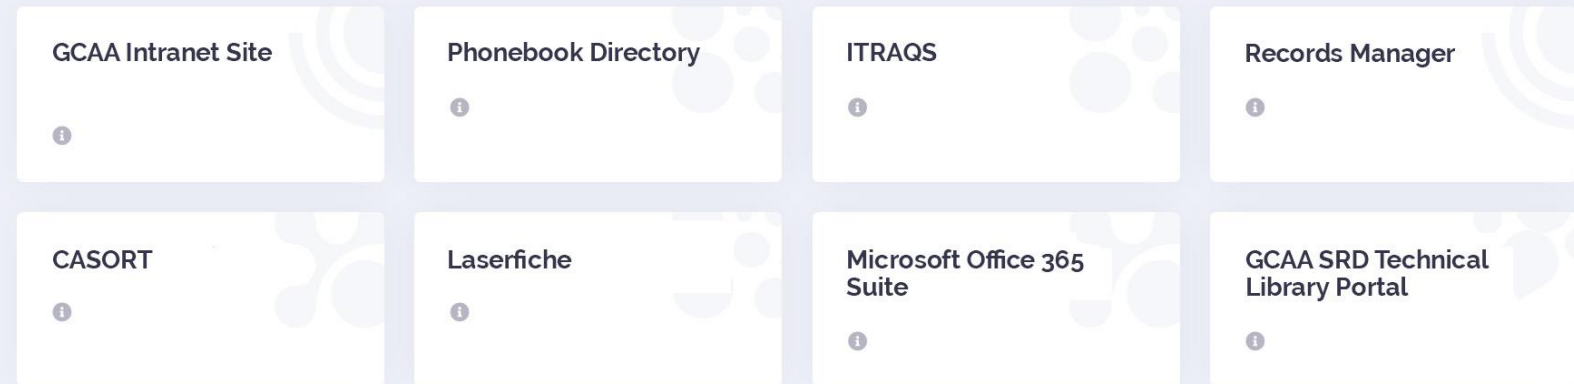 GCAA Intranet Site
Phonebook Directory
ITRAQS
Records Manager
CASORT
Laserfiche
Microsoft Office 365
Suite
GCAA SRD Technical
Library Portal